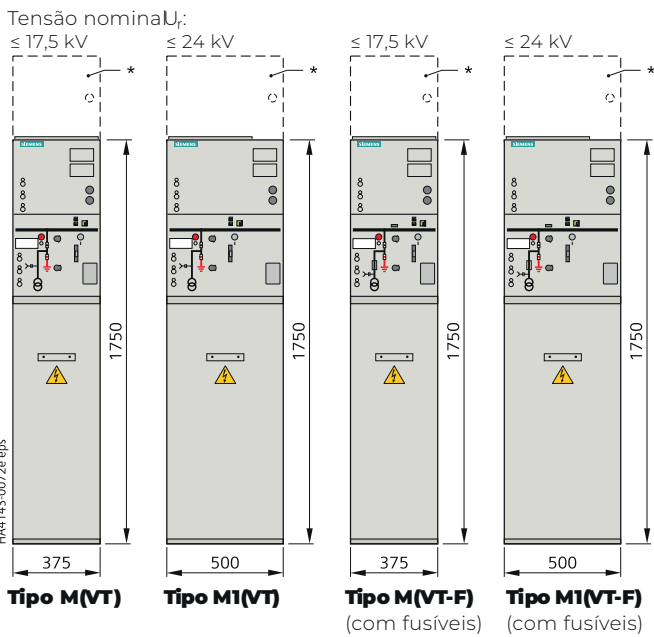 Tensão nominal Uᵣ:
≤ 17,5 kV ≤ 24 kV ≤ 17,5 kV ≤ 24 kV
* * * *
SIEMENS SIEMENS SIEMENS SIEMENS
1750 1750 1750 1750
HA4143-0072e eps
375 500 375 500
Tipo M(VT) Tipo M1(VT) Tipo M(VT-F) Tipo M1(VT-F)
(com fusíveis) (com fusíveis)